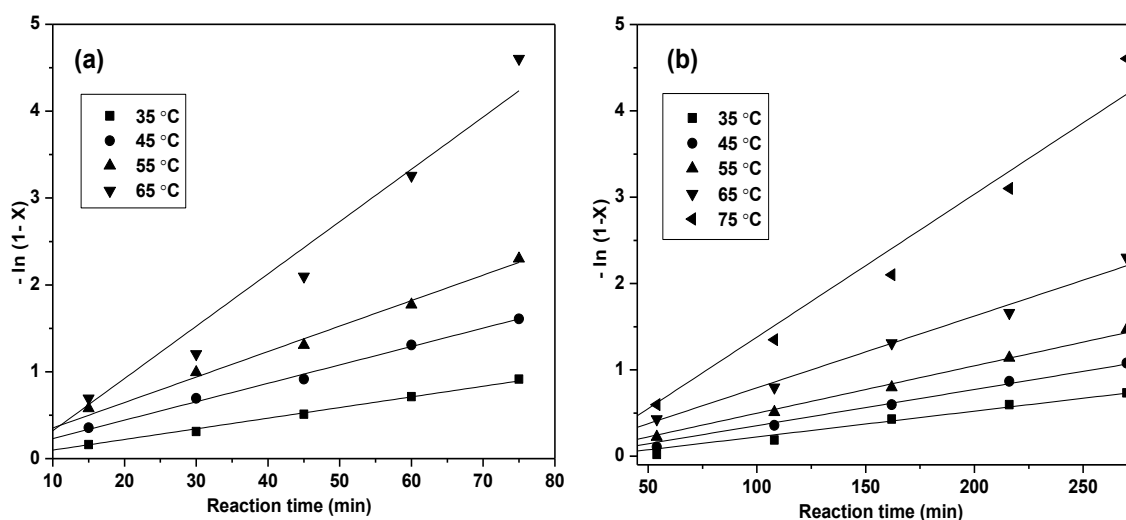 (a)
- ln (1- X)
5
4
3
2
1
0
35 °C
45 °C
55 °C
65 °C
10 20 30 40 50 60 70 80
Reaction time (min)
(b)
- ln (1-X)
5
4
3
2
1
0
35 °C
45 °C
55 °C
65 °C
75 °C
50 100 150 200 250
Reaction time (min)